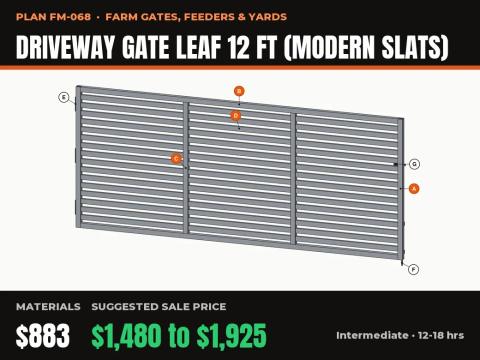 PLAN FM-068 • FARM GATES, FEEDERS & YARDS
DRIVEWAY GATE LEAF 12 FT (MODERN SLATS)
B
E
D
C
G
A
F
MATERIALS SUGGESTED SALE PRICE
$883 $1,480 to $1,925
Intermediate • 12-18 hrs